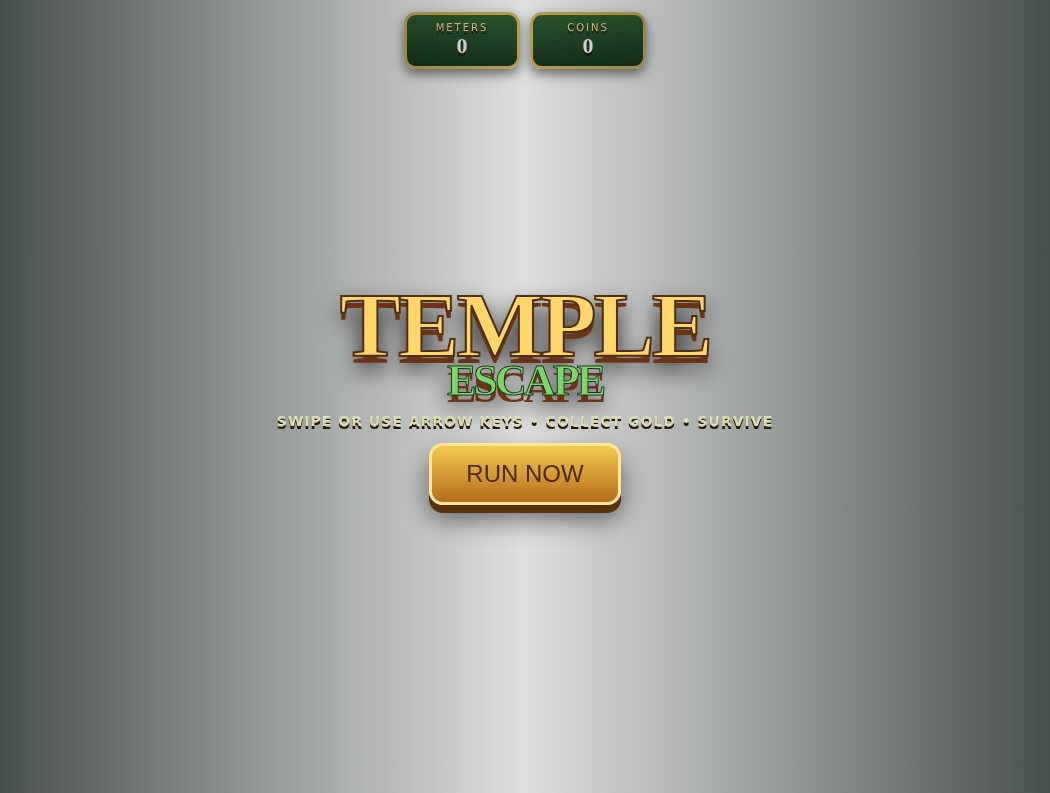 METERS
0
COINS
0
TEMPLE
ESCAPE
SWIPE OR USE ARROW KEYS • COLLECT GOLD • SURVIVE
RUN NOW